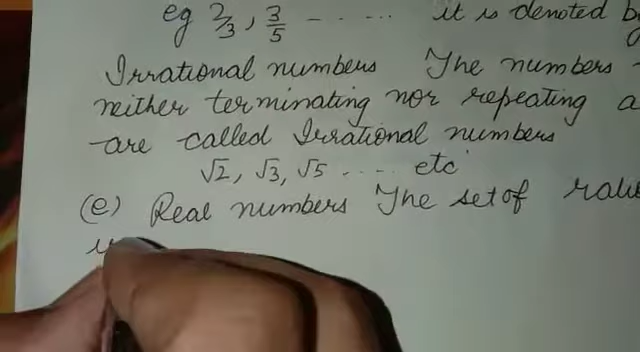 eg 2/3, 3/5 - - ... ... it is denoted by
Irrational numbers The numbers
neither terminating nor repeating a
are called Irrational numbers
√2, √3, √5 .... etc
(e) Real numbers The set of